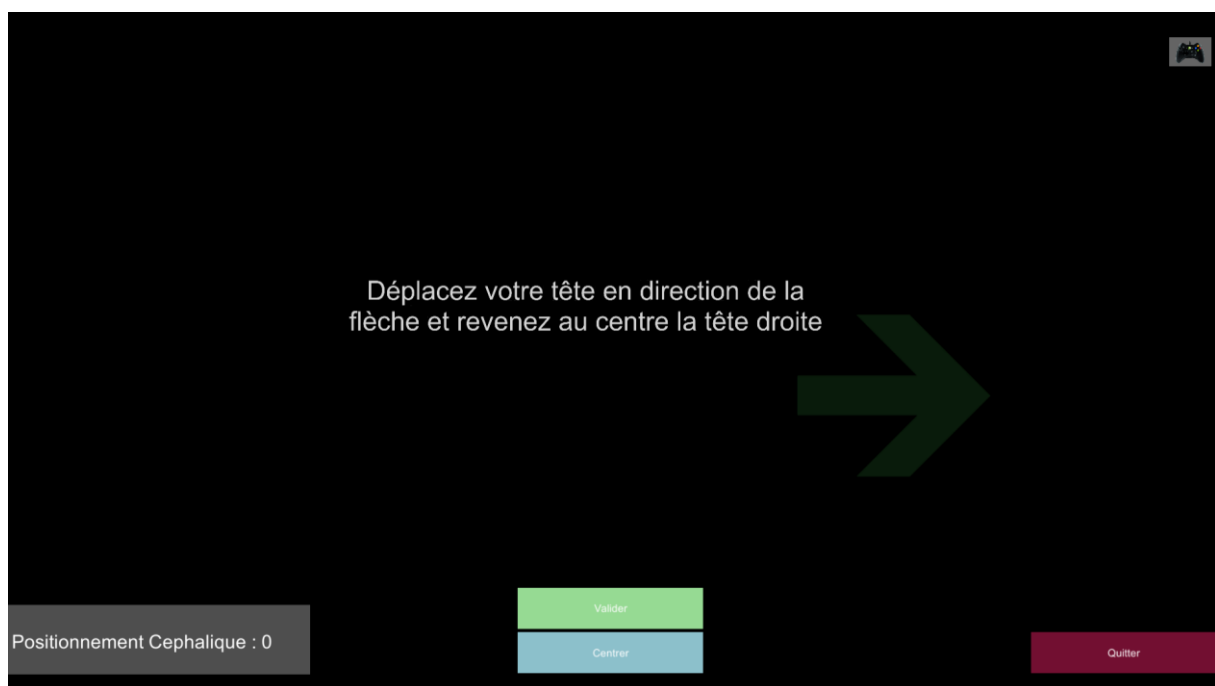 Déplacez votre tête en direction de la
flèche et revenez au centre la tête droite
Valider
Positionnement Cephalique : 0
Centrer
Quitter